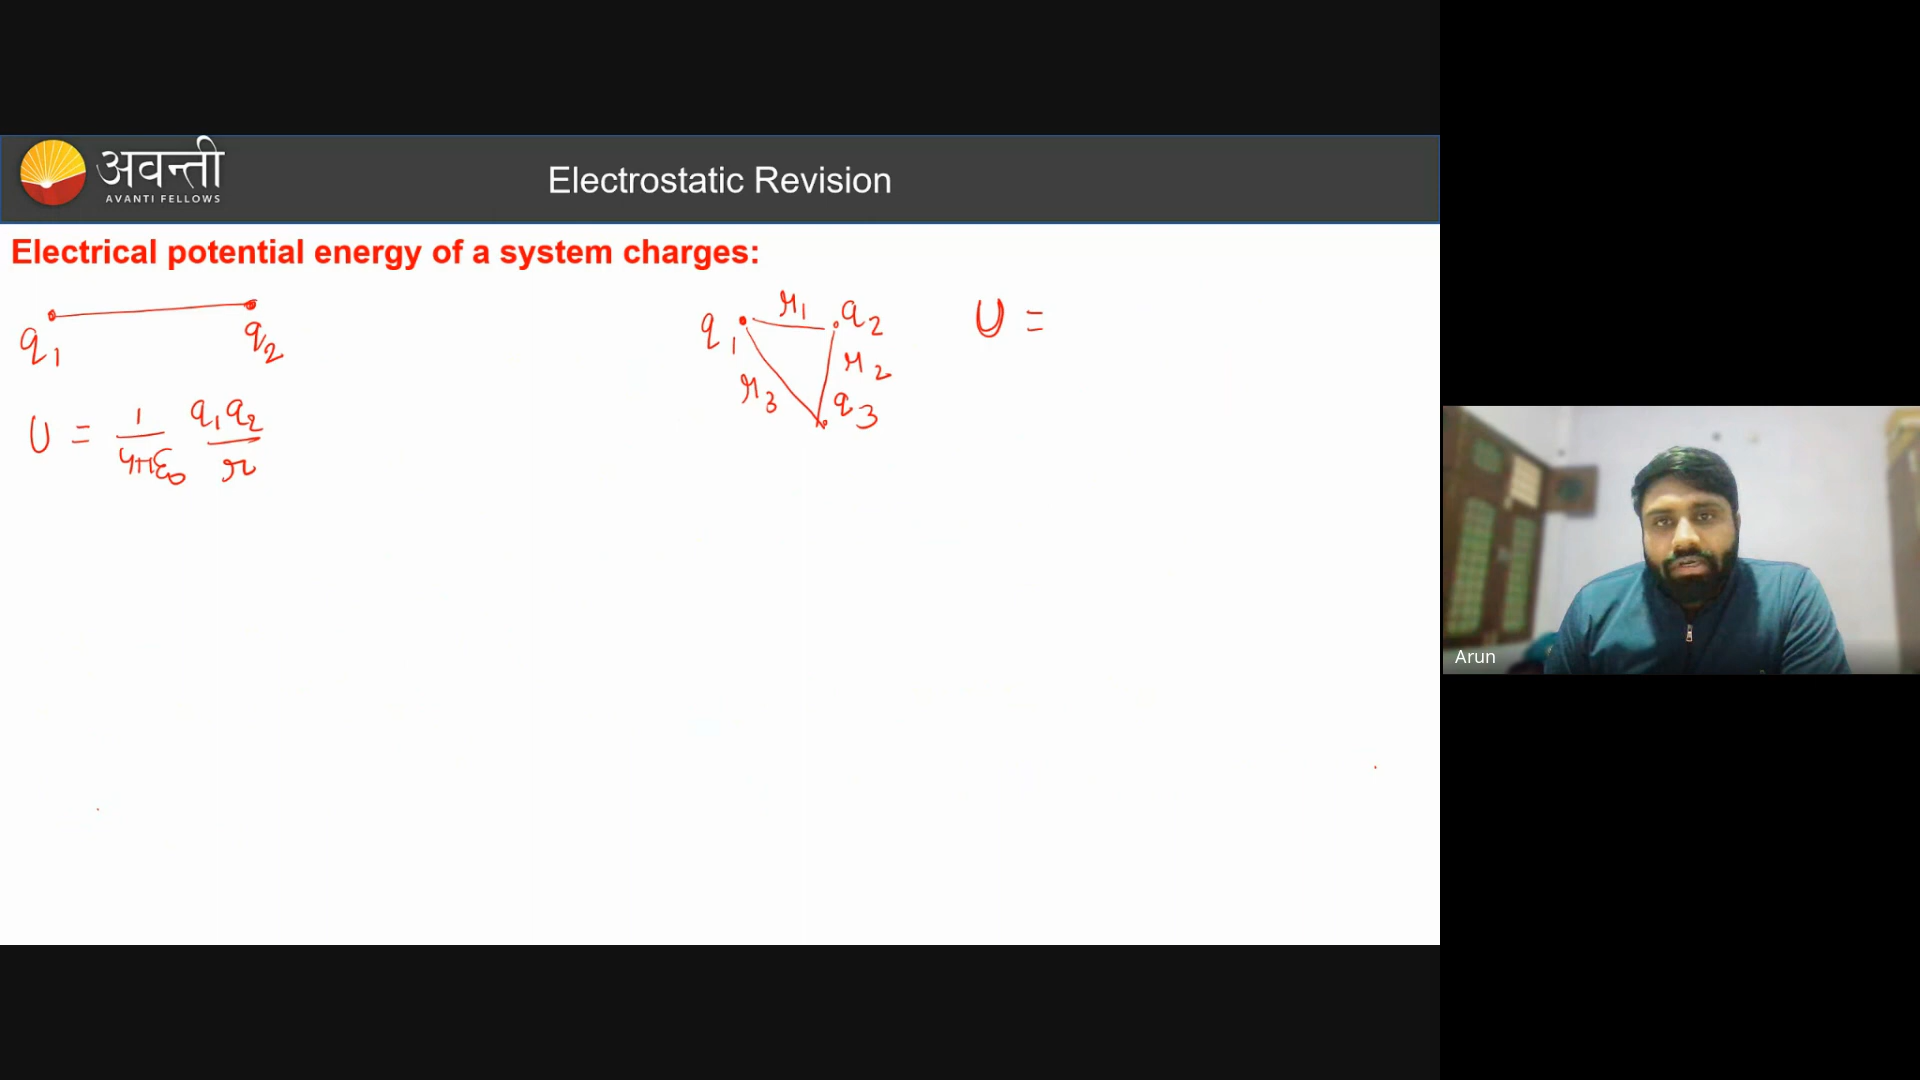 अवन्ती
AVANTI FELLOWS
Electrostatic Revision
Electrical potential energy of a system charges:
q₁ q₂
U = 1/4πε₀ q₁q₂/r
q₁ r₁ q₂
r₂
r₃ q₃
U =
Arun